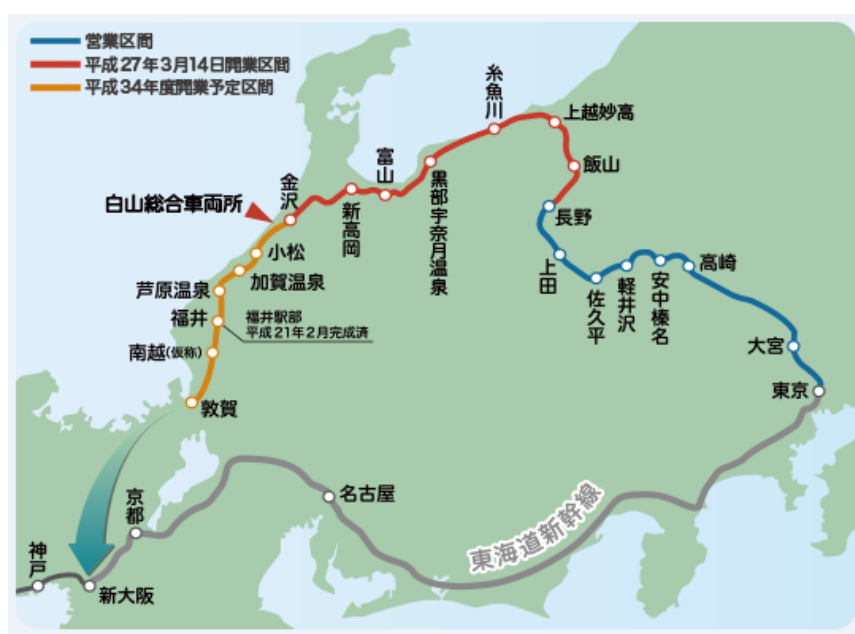 営業区間
平成27年3月14日開業区間
平成34年度開業予定区間
糸魚川
上越妙高
飯山
富山
黒部宇奈月温泉
新高岡
金沢
白山総合車両所
長野
小松
加賀温泉
芦原温泉
福井
福井駅部
平成21年2月完成済
南越(仮称)
敦賀
上田
佐久平
軽井沢
安中榛名
高崎
大宮
東京
名古屋
東海道新幹線
京都
神戸
新大阪